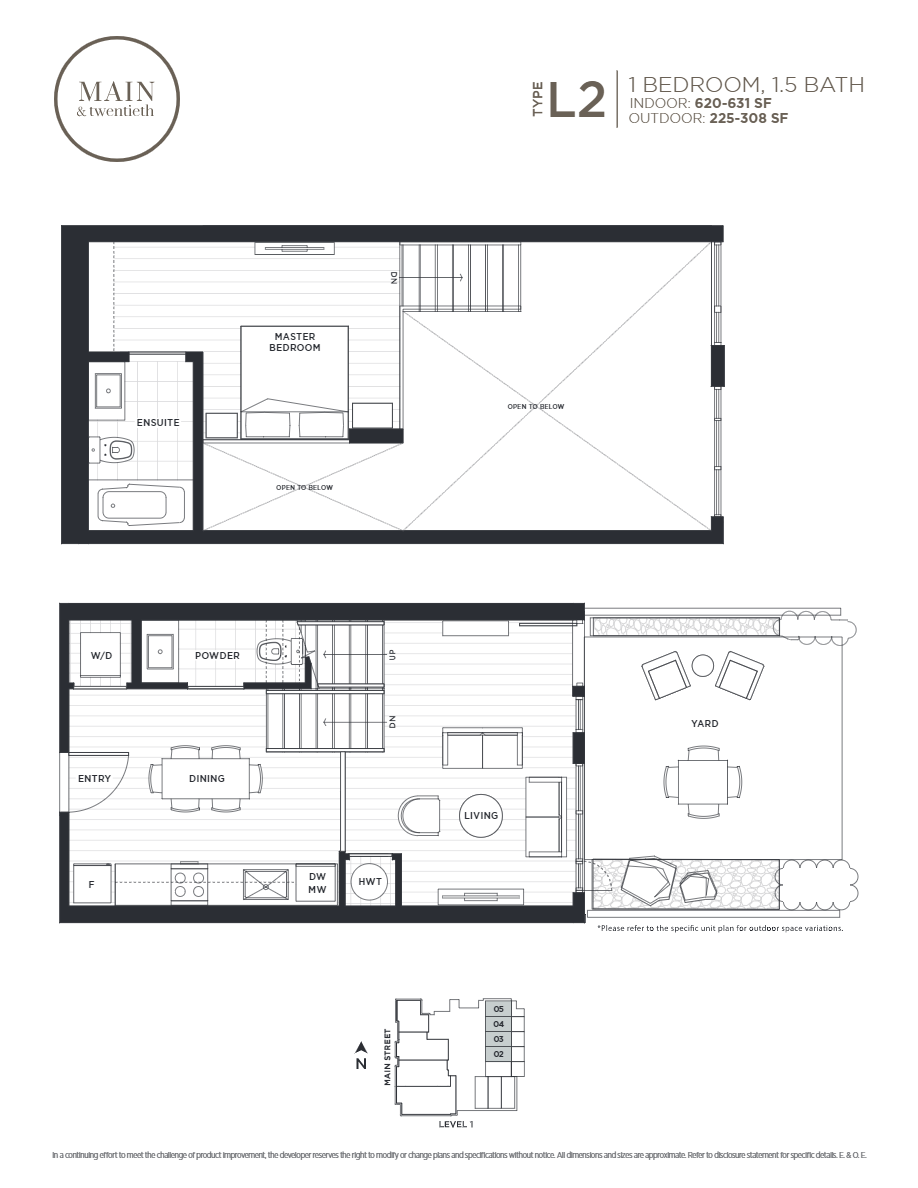 MAIN
& twentieth
TYPE
L2
1 BEDROOM, 1.5 BATH
INDOOR: 620-631 SF
OUTDOOR: 225-308 SF
DN
MASTER
BEDROOM
ENSUITE
OPEN TO BELOW
OPEN TO BELOW
W/D
POWDER
UP
DN
YARD
ENTRY
DINING
LIVING
F
DW
MW
HWT
*Please refer to the specific unit plan for outdoor space variations.
05
04
03
02
N
MAIN STREET
LEVEL 1
In a continuing effort to meet the challenge of product improvement, the developer reserves the right to modify or change plans and specifications without notice. All dimensions and sizes are approximate. Refer to disclosure statement for specific details. E. & O. E.